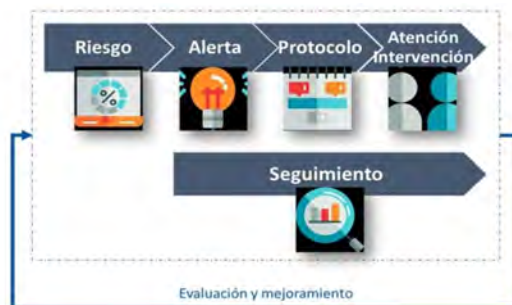 Riesgo
Alerta
Protocolo
Atención
Intervención
%
Seguimiento
Evaluación y mejoramiento